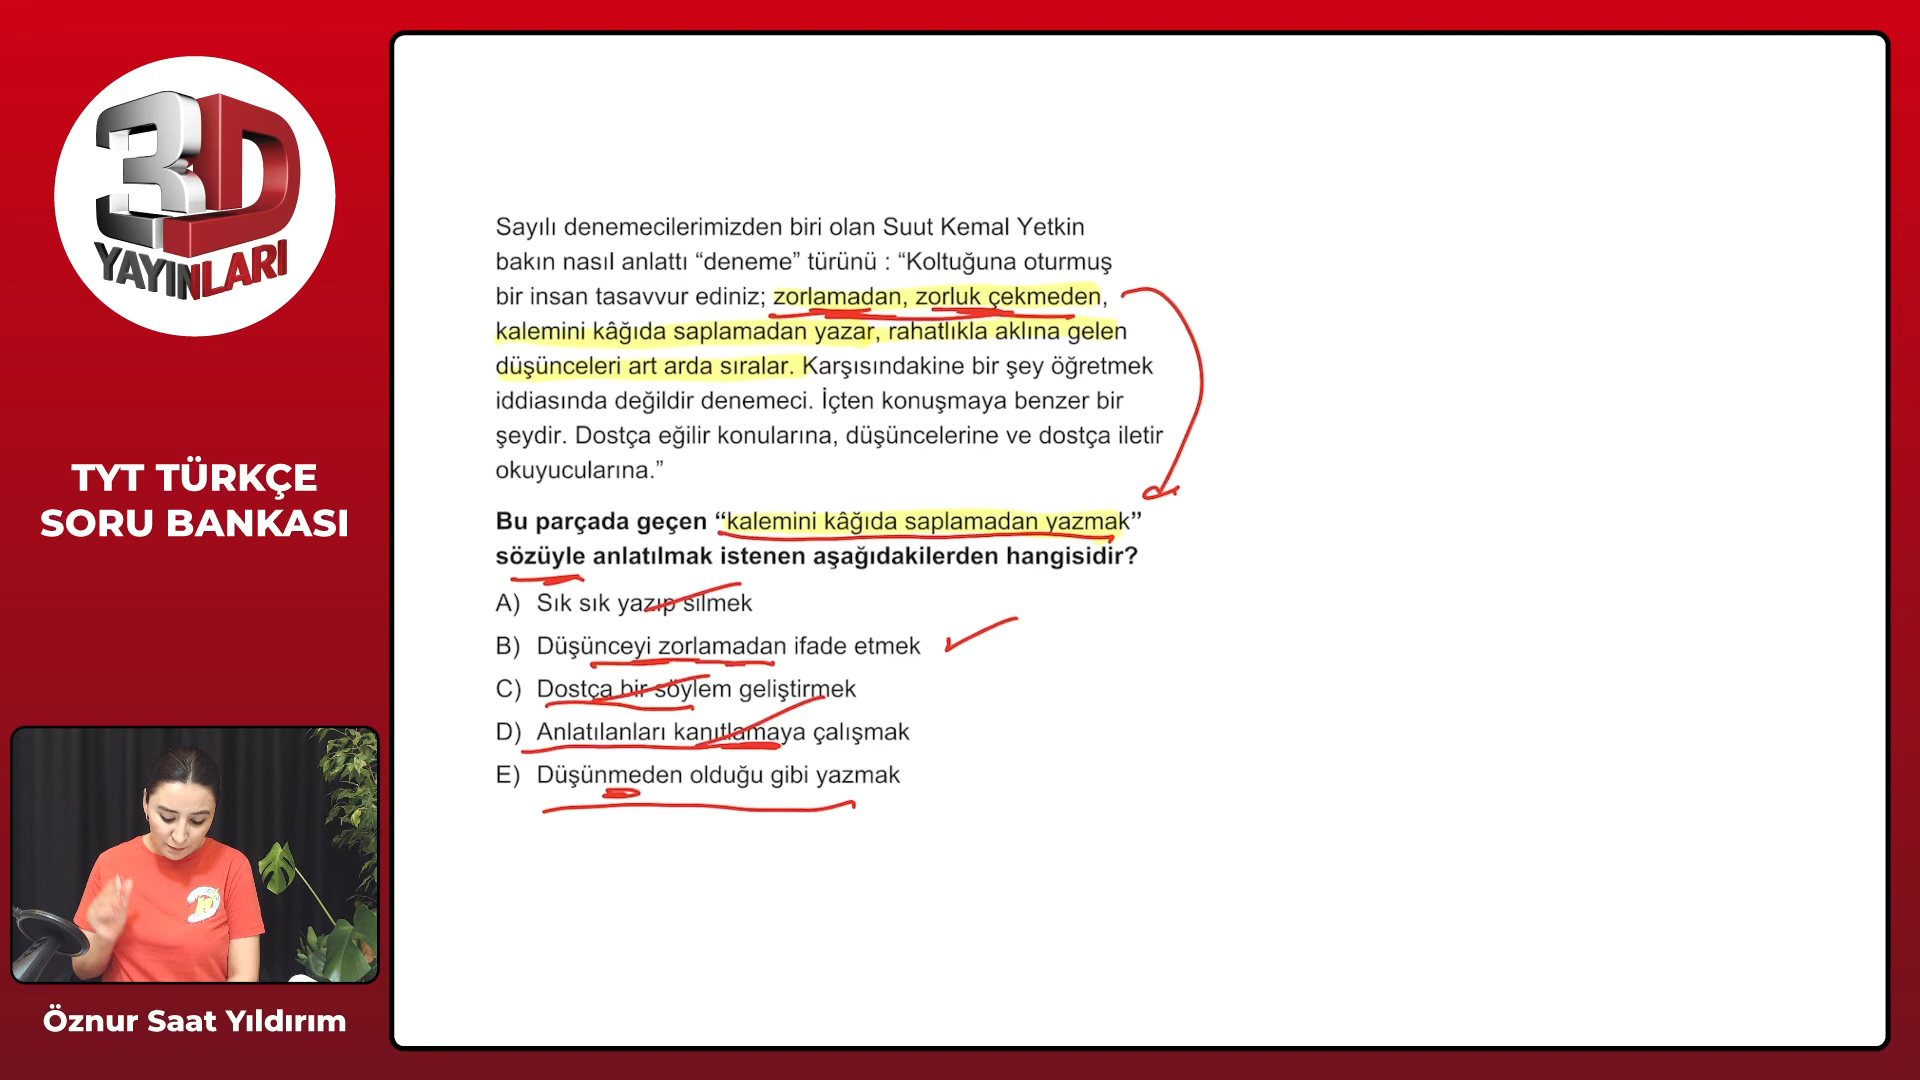 3D
YAYINLARI
TYT TÜRKÇE
SORU BANKASI
Öznur Saat Yıldırım
Sayılı denemecilerimizden biri olan Suut Kemal Yetkin
bakın nasıl anlattı “deneme” türünü : “Koltuğuna oturmuş
bir insan tasavvur ediniz; zorlamadan, zorluk çekmeden,
kalemini kâğıda saplamadan yazar, rahatlıkla aklına gelen
düşünceleri art arda sıralar. Karşısındakine bir şey öğretmek
iddiasında değildir denemeci. İçten konuşmaya benzer bir
şeydir. Dostça eğilir konularına, düşüncelerine ve dostça iletir
okuyucularına.”
Bu parçada geçen “kalemini kâğıda saplamadan yazmak”
sözüyle anlatılmak istenen aşağıdakilerden hangisidir?
A) Sık sık yazıp silmek
B) Düşünceyi zorlamadan ifade etmek
C) Dostça bir söylem geliştirmek
D) Anlatılanları kanıtlamaya çalışmak
E) Düşünmeden olduğu gibi yazmak